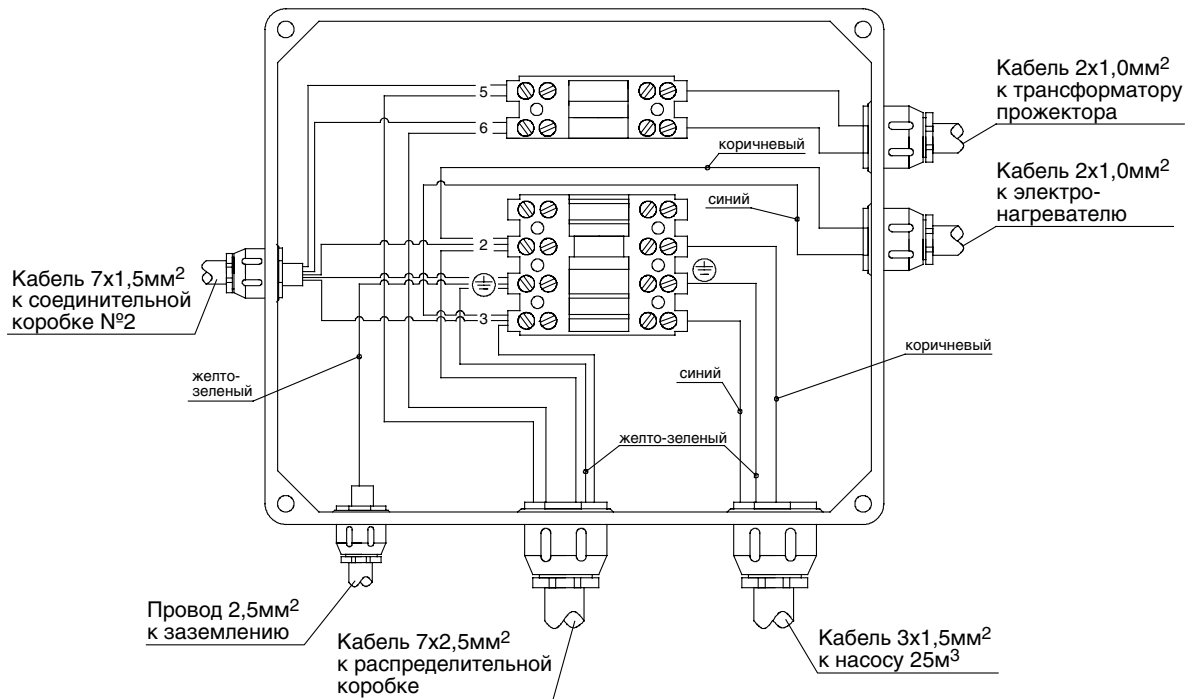 Кабель 2х1,0мм²
к трансформатору
прожектора
Кабель 2х1,0мм²
к электро-
нагревателю
5
6
коричневый
синий
2
3
Кабель 7х1,5мм²
к соединительной
коробке №2
желто-
зеленый
синий
коричневый
желто-зеленый
Провод 2,5мм²
к заземлению
Кабель 7х2,5мм²
к распределительной
коробке
Кабель 3х1,5мм²
к насосу 25м³